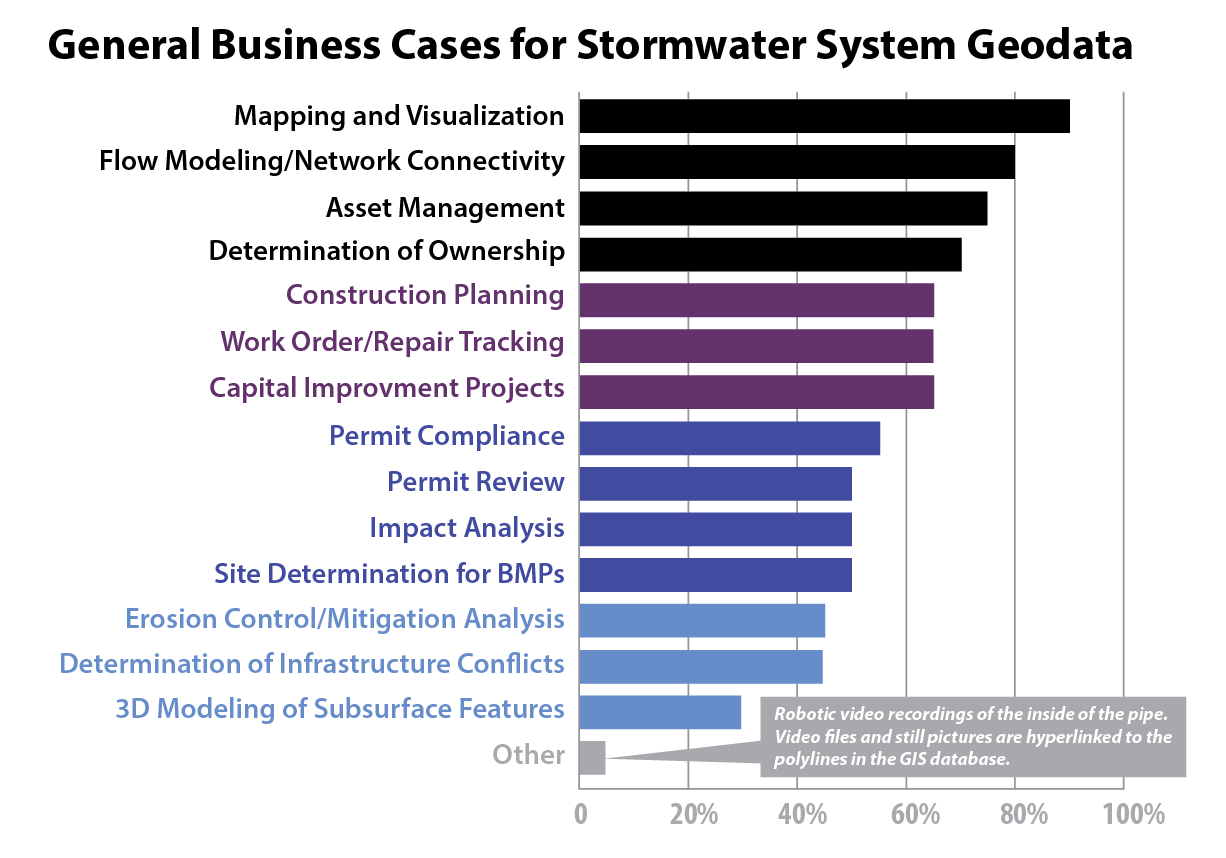 General Business Cases for Stormwater System Geodata
Mapping and Visualization
Flow Modeling/Network Connectivity
Asset Management
Determination of Ownership
Construction Planning
Work Order/Repair Tracking
Capital Improvment Projects
Permit Compliance
Permit Review
Impact Analysis
Site Determination for BMPs
Erosion Control/Mitigation Analysis
Determination of Infrastructure Conflicts
3D Modeling of Subsurface Features
Other
Robotic video recordings of the inside of the pipe.
Video files and still pictures are hyperlinked to the
polylines in the GIS database.
0 20% 40% 60% 80% 100%